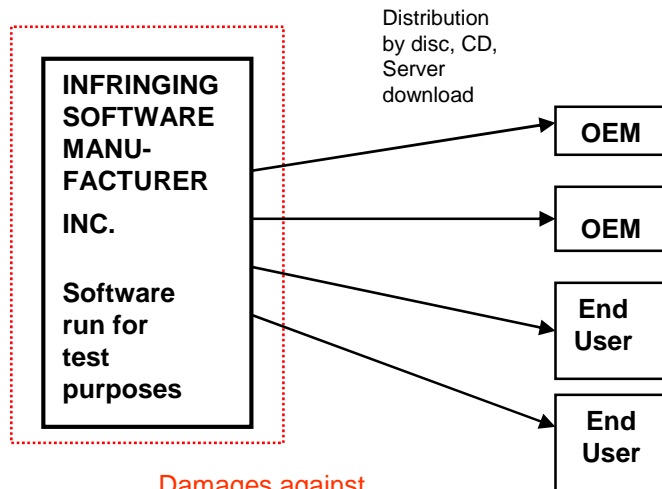 Distribution
by disc, CD,
Server
download
INFRINGING
SOFTWARE
MANU-
FACTURER
INC.
Software
run for
test
purposes
OEM
OEM
End
User
End
User
Damages against